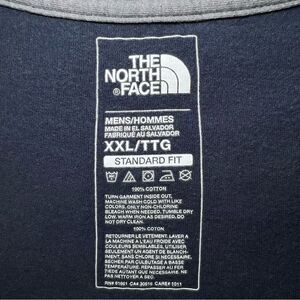 THE
NORTH
FACE
®
MENS/HOMMES
MADE IN EL SALVADOR
FABRIQUÉ AU SALVADOR
XXL/TTG
STANDARD FIT
100% COTTON
TURN GARMENT INSIDE OUT,
MACHINE WASH COLD WITH LIKE
COLORS, ONLY NON-CHLORINE
BLEACH WHEN NEEDED, TUMBLE DRY
LOW. WARM IRON AS DESIRED, DO NOT
DRY CLEAN.
100% COTON
RETOURNER LE VÊTEMENT, LAVER A
LA MACHINE A L'EAU FROIDE AVEC
COULEURS SEMBLABLES, UTILISER
SEULEMENT, UN AGENT DE BLANCHIMENT
SANS CHLORE SI NÉCESSAIRE,
SÉCHER PAR CULBUTAGE A BASSE
TEMPÉRATURE. REPASSAGE AU FER
TIÈDE AUTANT QUE NÉCESSAIRE. NE
PAS NETTOYER A SEC.
RN# 61661 CA# 30516 CARE# 1011